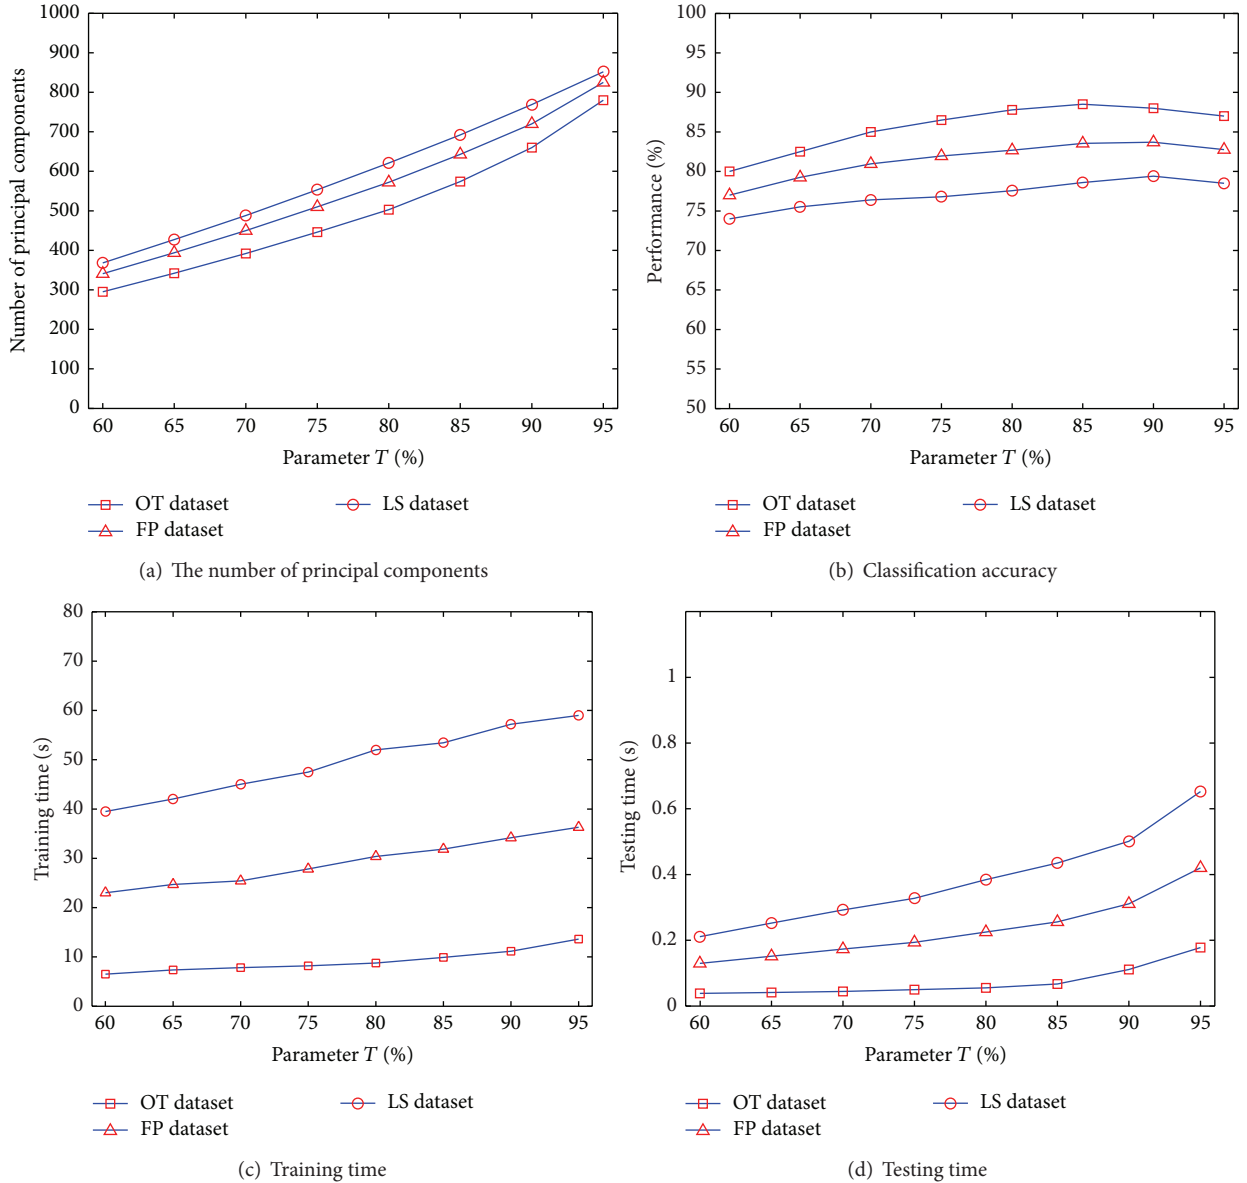 1000
900
800
700
600
500
400
300
200
100
0
Number of principal components
60 65 70 75 80 85 90 95
Parameter T (%)
OT dataset
FP dataset
LS dataset
(a) The number of principal components
100
95
90
85
80
75
70
65
60
55
50
Performance (%)
60 65 70 75 80 85 90 95
Parameter T (%)
OT dataset
FP dataset
LS dataset
(b) Classification accuracy
80
70
60
50
40
30
20
10
0
Training time (s)
60 65 70 75 80 85 90 95
Parameter T (%)
OT dataset
FP dataset
LS dataset
(c) Training time
1
0.8
0.6
0.4
0.2
0
Testing time (s)
60 65 70 75 80 85 90 95
Parameter T (%)
OT dataset
FP dataset
LS dataset
(d) Testing time